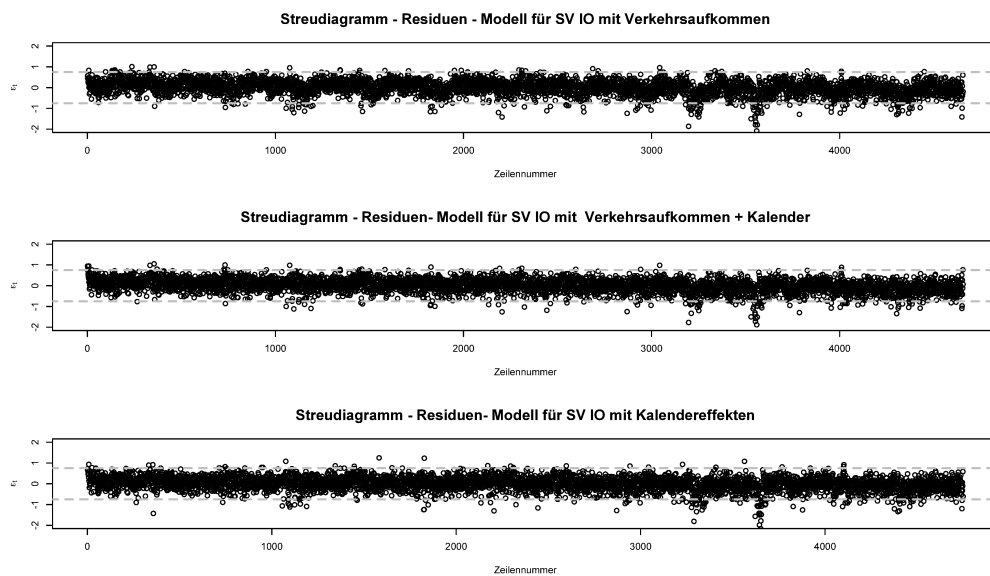 Streudiagramm - Residuen - Modell für SV IO mit Verkehrsaufkommen
2
1
0
-1
-2
εt
0 1000 2000 3000 4000
Zeilennummer
Streudiagramm - Residuen- Modell für SV IO mit  Verkehrsaufkommen + Kalender
2
1
0
-1
-2
εt
0 1000 2000 3000 4000
Zeilennummer
Streudiagramm - Residuen- Modell für SV IO mit Kalendereffekten
2
1
0
-1
-2
εt
0 1000 2000 3000 4000
Zeilennummer